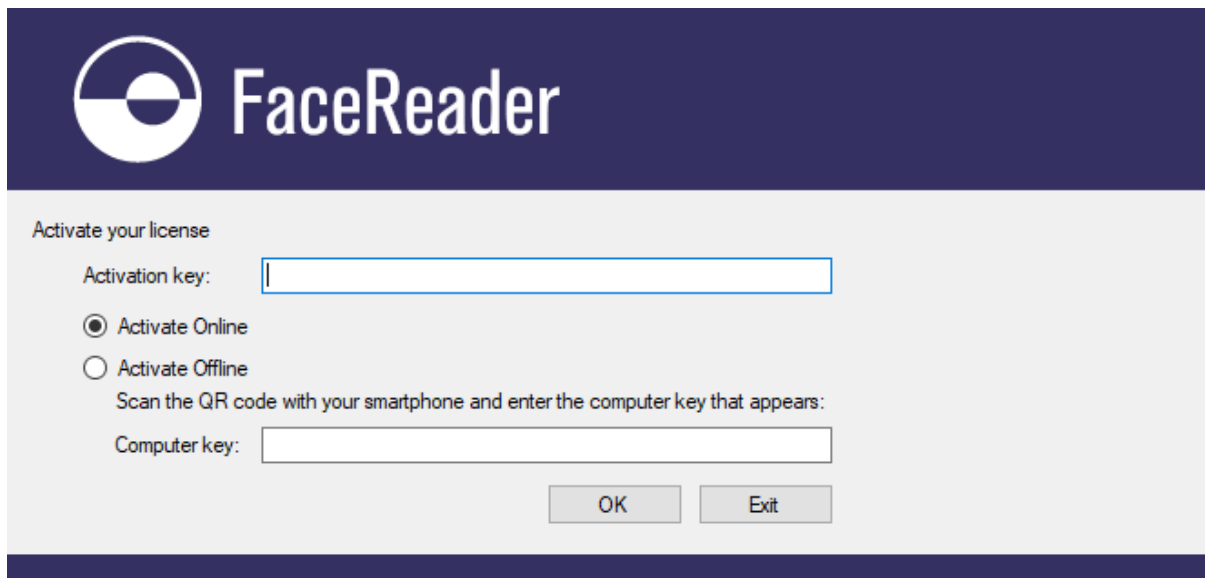 FaceReader
Activate your license
Activation key:
Activate Online
Activate Offline
Scan the QR code with your smartphone and enter the computer key that appears:
Computer key:
OK Exit